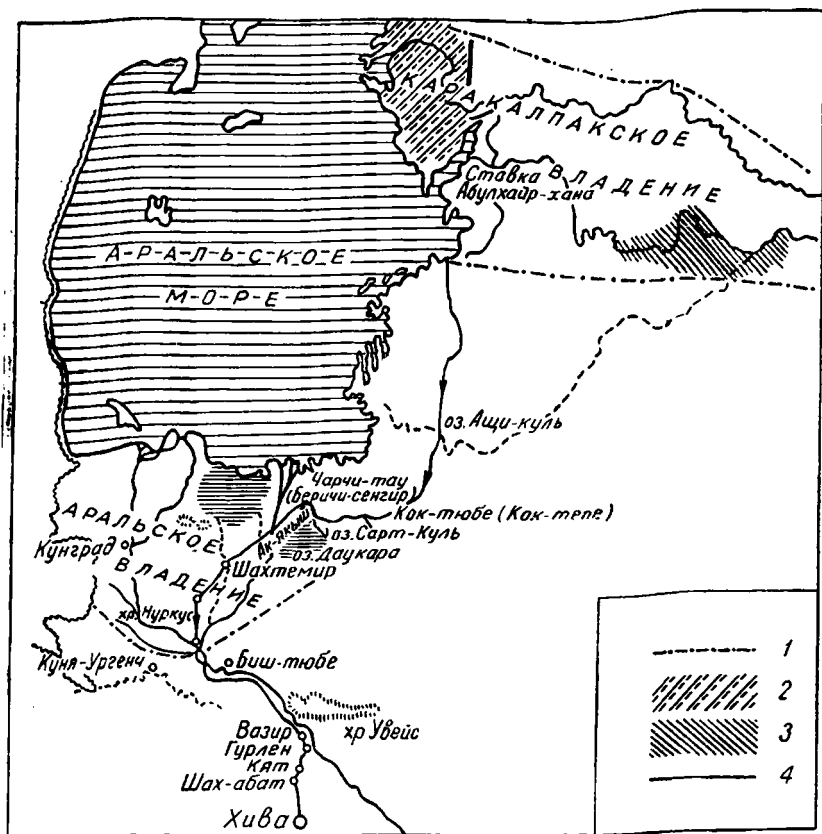 КАРАКАЛПАКСКОЕ
ВЛАДЕНИЕ
Ставка
Абулхайр-хана
А-Р-А-Л-Ь-С-К-О-Е
М-О-Р-Е
оз. Ащи-куль
Чарчи-тау
(Беричи-сенгир)
Кок-тюбе (Кок-тепе)
оз. Сарт-Куль
Ак-якыш
оз. Даукара
АРАЛЬСКОЕ
ВЛАДЕНИЕ
Кунград
Шахтемир
хр. Нуркус
Куня-Ургенч
Биш-тюбе
хр Увейс
Вазир
Гурлен
Кят
Шах-абат
Хива
1
2
3
4